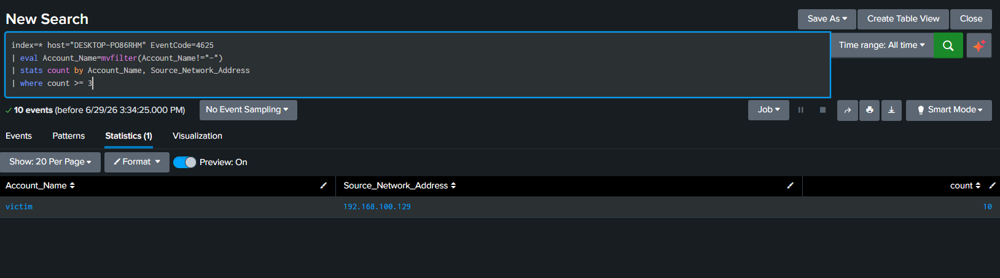 New Search
Save As
Create Table View
Close
index=* host="DESKTOP-PO86RHM" EventCode=4625
| eval Account_Name=mvfilter(Account_Name!="-")
| stats count by Account_Name, Source_Network_Address
| where count >= 3
Time range: All time
10 events (before 6/29/26 3:34:25.000 PM)
No Event Sampling
Job
Smart Mode
Events
Patterns
Statistics (1)
Visualization
Show: 20 Per Page
Format
Preview: On
Account_Name
Source_Network_Address
count
victim
192.168.100.129
10